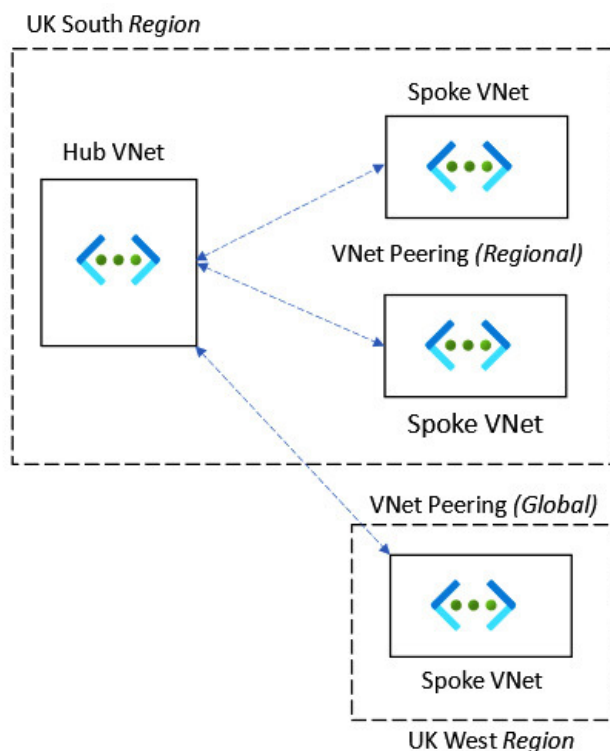 UK South Region
Spoke VNet
Hub VNet
VNet Peering (Regional)
Spoke VNet
VNet Peering (Global)
Spoke VNet
UK West Region